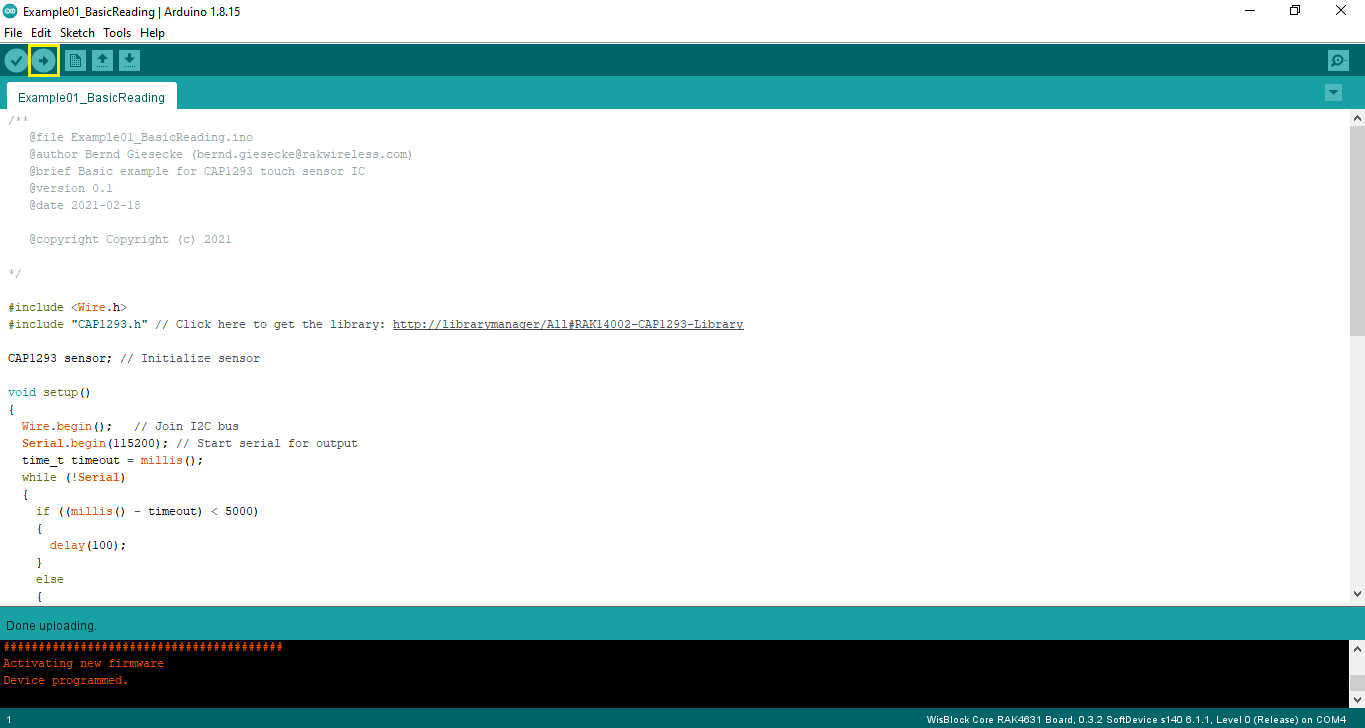 Example01_BasicReading | Arduino 1.8.15
File Edit Sketch Tools Help
Example01_BasicReading
/**
@file Example01_BasicReading.ino
@author Bernd Giesecke (bernd.giesecke@rakwireless.com)
@brief Basic example for CAP1293 touch sensor IC
@version 0.1
@date 2021-02-18
@copyright Copyright (c) 2021
*/
#include <Wire.h>
#include "CAP1293.h" // Click here to get the library: http://librarymanager/All#RAK14002-CAP1293-Library
CAP1293 sensor; // Initialize sensor
void setup()
{
Wire.begin();   // Join I2C bus
Serial.begin(115200); // Start serial for output
time_t timeout = millis();
while (!Serial)
{
if ((millis() - timeout) < 5000)
{
delay(100);
}
else
{
Done uploading.
########################################
Activating new firmware
Device programmed.
1 WisBlock Core RAK4631 Board, 0.3.2 SoftDevice s140 6.1.1, Level 0 (Release) on COM4